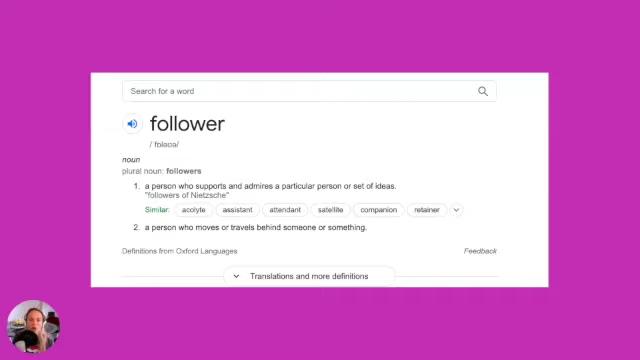 Search for a word
follower
/ˈfɒləʊə/
noun
plural noun: followers
1. a person who supports and admires a particular person or set of ideas.
"followers of Nietzsche"
Similar: acolyte assistant attendant satellite companion retainer
2. a person who moves or travels behind someone or something.
Definitions from Oxford Languages Feedback
Translations and more definitions